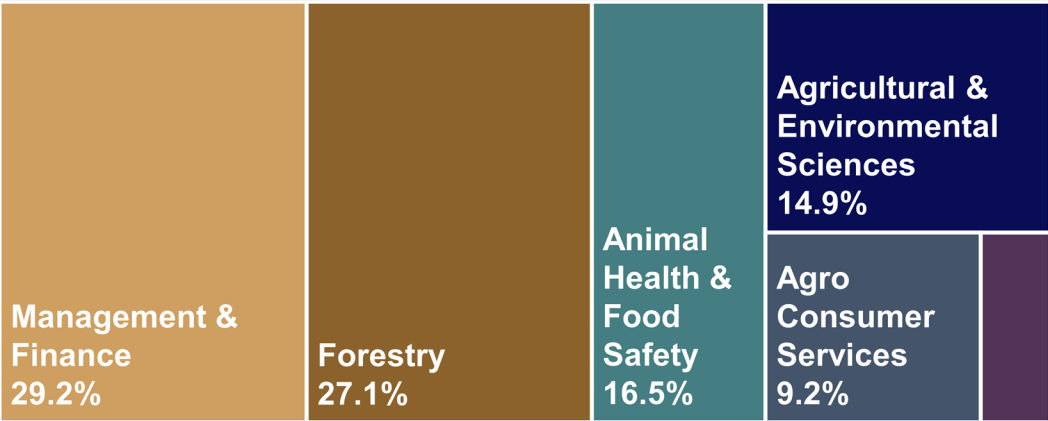 Management &
Finance
29.2%
Forestry
27.1%
Animal
Health &
Food
Safety
16.5%
Agricultural &
Environmental
Sciences
14.9%
Agro
Consumer
Services
9.2%